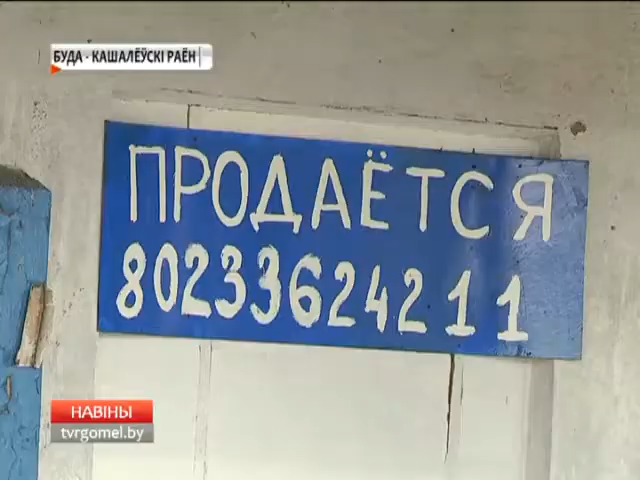 БУДА - КАШАЛЁЎСКІ РАЁН
ПРОДАЁТСЯ
80233624211
НАВІНЫ
tvrgomel.by